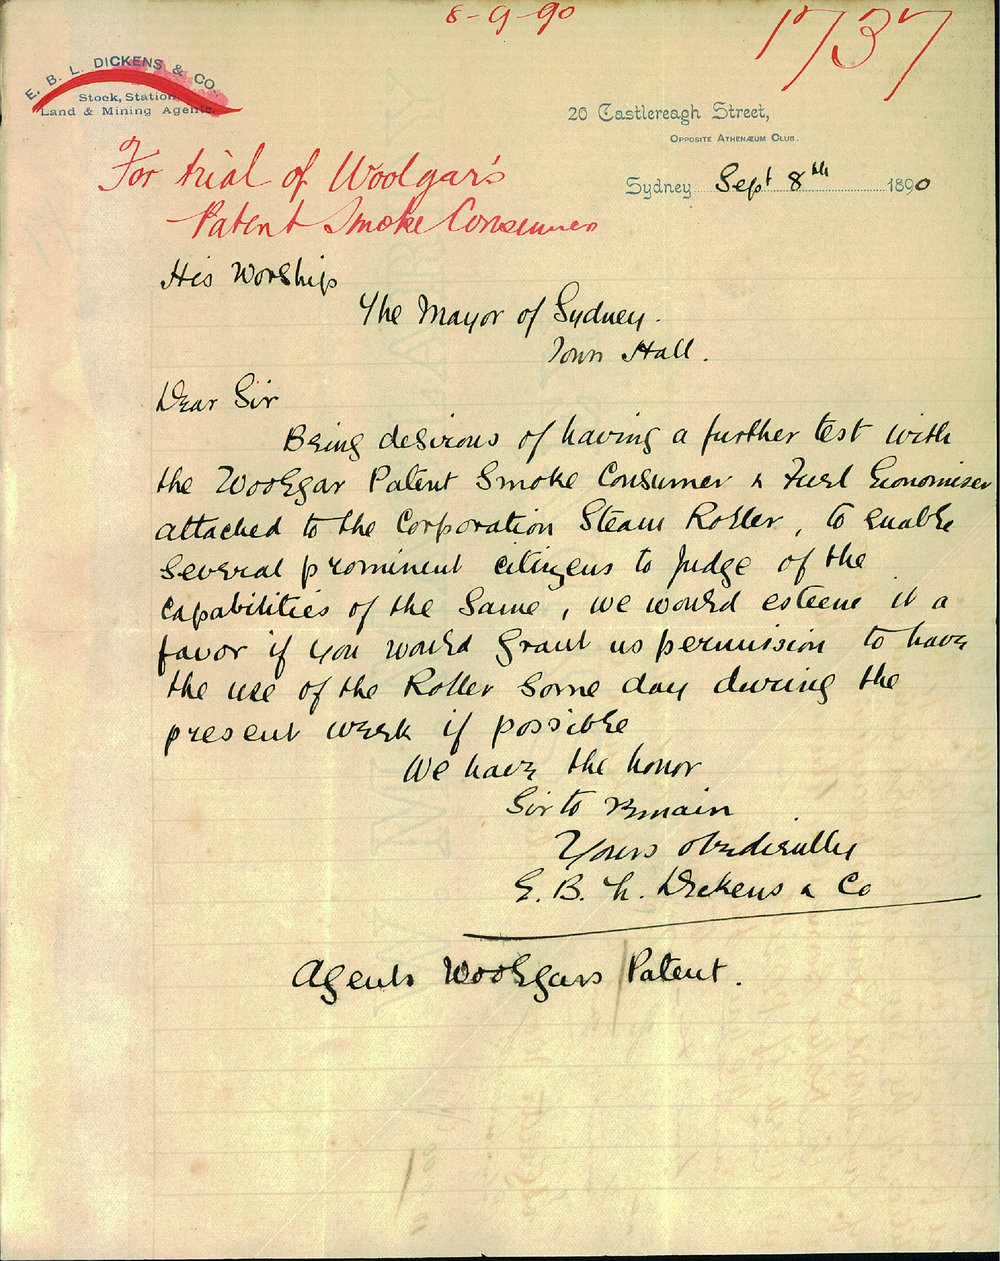 8-9-90
1737
E. B. L. DICKENS & CO.
Stock, Station,
Land & Mining Agents.
26 Castlereagh Street,
OPPOSITE ATHENÆUM CLUB.
Sydney Sept 8th 1890
For trial of Woolgar's
Patent Smoke Consumer
His Worship
The Mayor of Sydney.
Town Hall.
Dear Sir
Being desirous of having a further test with
the Woolgar Patent Smoke Consumer & Fuel Economiser
attached to the Corporation Steam Roller, to enable
several prominent citizens to judge of the
capabilities of the same, we would esteem it a
favor if you would grant us permission to have
the use of the Roller some day during the
present week if possible
We have the honor
Sir to remain
Yours obediently
E. B. L. Dickens & Co
Agents Woolgars Patent.